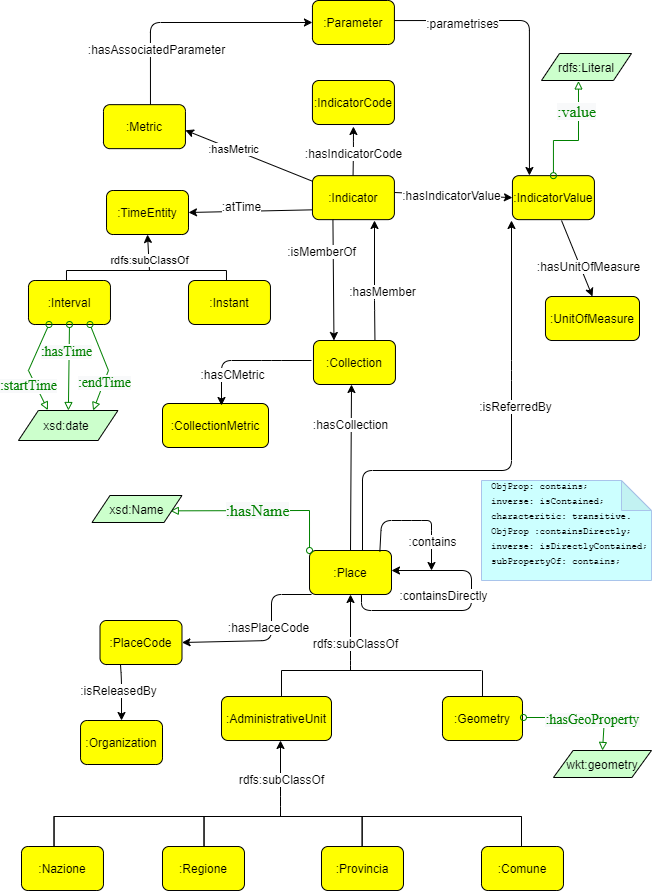 :Parameter
:parametrises
:hasAssociatedParameter
rdfs:Literal
:IndicatorCode
:value
:Metric
:hasMetric
:hasIndicatorCode
:Indicator
:hasIndicatorValue
:IndicatorValue
:TimeEntity
:atTime
:isMemberOf
rdfs:subClassOf
:hasUnitOfMeasure
:hasMember
:Interval
:Instant
:UnitOfMeasure
:hasTime
:startTime
:endTime
:Collection
:hasCMetric
:isReferredBy
xsd:date
:CollectionMetric
:hasCollection
ObjProp: contains;
inverse: isContained;
characteritic: transitive.
ObjProp :containsDirectly;
inverse: isDirectlyContained;
subPropertyOf: contains;
xsd:Name
:hasName
:contains
:Place
:containsDirectly
:hasPlaceCode
:PlaceCode
rdfs:subClassOf
:isReleasedBy
:Organization
:AdministrativeUnit
:Geometry
:hasGeoProperty
wkt:geometry
rdfs:subClassOf
:Nazione
:Regione
:Provincia
:Comune